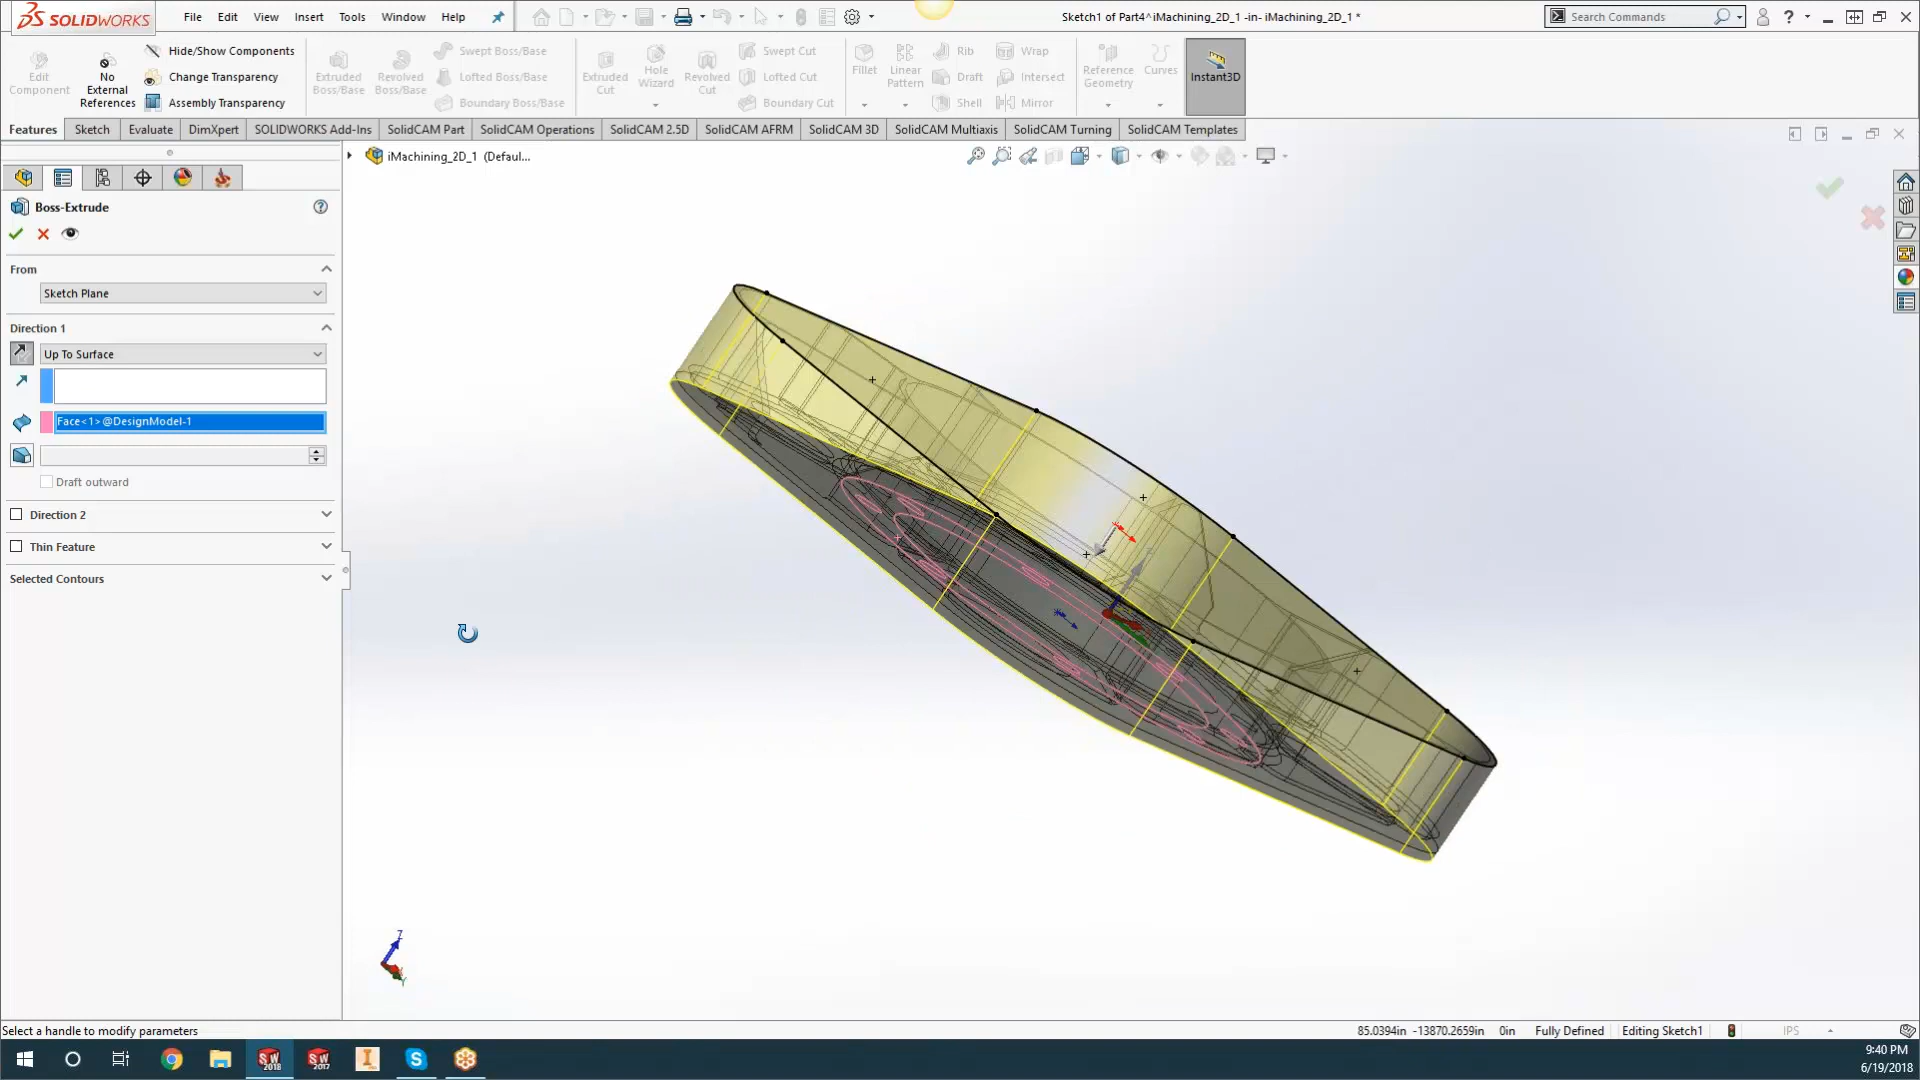 SOLIDWORKS
File Edit View Insert Tools Window Help
Sketch1 of Part4^iMachining_2D_1 -in- iMachining_2D_1 *
Search Commands
Edit Component
No External References
Hide/Show Components
Change Transparency
Assembly Transparency
Extruded Boss/Base
Revolved Boss/Base
Swept Boss/Base
Lofted Boss/Base
Boundary Boss/Base
Extruded Cut
Hole Wizard
Revolved Cut
Swept Cut
Lofted Cut
Boundary Cut
Fillet
Linear Pattern
Rib
Draft
Shell
Wrap
Intersect
Mirror
Reference Geometry
Curves
Instant3D
Features Sketch Evaluate DimXpert SOLIDWORKS Add-Ins SolidCAM Part SolidCAM Operations SolidCAM 2.5D SolidCAM AFRM SolidCAM 3D SolidCAM Multiaxis SolidCAM Turning SolidCAM Templates
iMachining_2D_1 (Defaul...
Boss-Extrude
From
Sketch Plane
Direction 1
Up To Surface
Face<1>@DesignModel-1
Draft outward
Direction 2
Thin Feature
Selected Contours
Z
Y
Select a handle to modify parameters
85.0394in -13870.2659in 0in Fully Defined Editing Sketch1 IPS
SW 2018
SW 2017
9:40 PM
6/19/2018